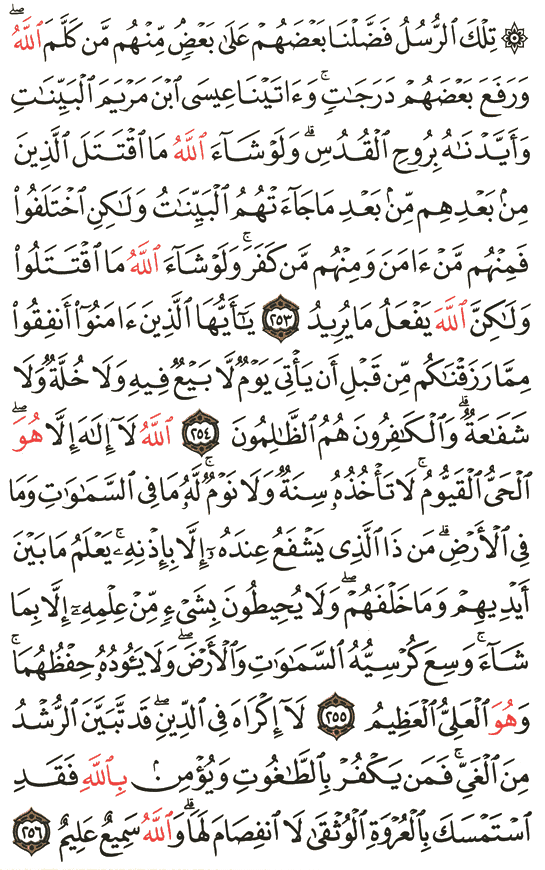 ۞ تِلْكَ ٱلرُّسُلُ فَضَّلْنَا بَعْضَهُمْ عَلَىٰ بَعْضٍۘ مِّنْهُم مَّن كَلَّمَ ٱللَّهُۖ
وَرَفَعَ بَعْضَهُمْ دَرَجَٰتٍۚ وَءَاتَيْنَا عِيسَى ٱبْنَ مَرْيَمَ ٱلْبَيِّنَٰتِ
وَأَيَّدْنَٰهُ بِرُوحِ ٱلْقُدُسِۗ وَلَوْ شَآءَ ٱللَّهُ مَا ٱقْتَتَلَ ٱلَّذِينَ
مِنۢ بَعْدِهِم مِّنۢ بَعْدِ مَا جَآءَتْهُمُ ٱلْبَيِّنَٰتُ وَلَٰكِنِ ٱخْتَلَفُوا۟
فَمِنْهُم مَّنْ ءَامَنَ وَمِنْهُم مَّن كَفَرَۚ وَلَوْ شَآءَ ٱللَّهُ مَا ٱقْتَتَلُوا۟
وَلَٰكِنَّ ٱللَّهَ يَفْعَلُ مَا يُرِيدُ ٢٥٣ يَٰٓأَيُّهَا ٱلَّذِينَ ءَامَنُوٓا۟ أَنفِقُوا۟
مِمَّا رَزَقْنَٰكُم مِّن قَبْلِ أَن يَأْتِىَ يَوْمٌ لَّا بَيْعٌ فِيهِ وَلَا خُلَّةٌ وَلَا
شَفَٰعَةٌۗ وَٱلْكَٰفِرُونَ هُمُ ٱلظَّٰلِمُونَ ٢٥٤ ٱللَّهُ لَآ إِلَٰهَ إِلَّا هُوَۖ
ٱلْحَىُّ ٱلْقَيُّومُۚ لَا تَأْخُذُهُۥ سِنَةٌ وَلَا نَوْمٌۚ لَّهُۥ مَا فِى ٱلسَّمَٰوَٰتِ وَمَا
فِى ٱلْأَرْضِۗ مَن ذَا ٱلَّذِى يَشْفَعُ عِندَهُۥٓ إِلَّا بِإِذْنِهِۦۚ يَعْلَمُ مَا بَيْنَ
أَيْدِيهِمْ وَمَا خَلْفَهُمْۖ وَلَا يُحِيطُونَ بِشَىْءٍ مِّنْ عِلْمِهِۦٓ إِلَّا بِمَا
شَآءَۚ وَسِعَ كُرْسِيُّهُ ٱلسَّمَٰوَٰتِ وَٱلْأَرْضَۖ وَلَا يَـُٔودُهُۥ حِفْظُهُمَاۚ
وَهُوَ ٱلْعَلِىُّ ٱلْعَظِيمُ ٢٥٥ لَآ إِكْرَاهَ فِى ٱلدِّينِۖ قَد تَّبَيَّنَ ٱلرُّشْدُ
مِنَ ٱلْغَىِّۚ فَمَن يَكْفُرْ بِٱلطَّٰغُوتِ وَيُؤْمِنۢ بِٱللَّهِ فَقَدِ
ٱسْتَمْسَكَ بِٱلْعُرْوَةِ ٱلْوُثْقَىٰ لَا ٱنفِصَامَ لَهَاۗ وَٱللَّهُ سَمِيعٌ عَلِيمٌ ٢٥٦